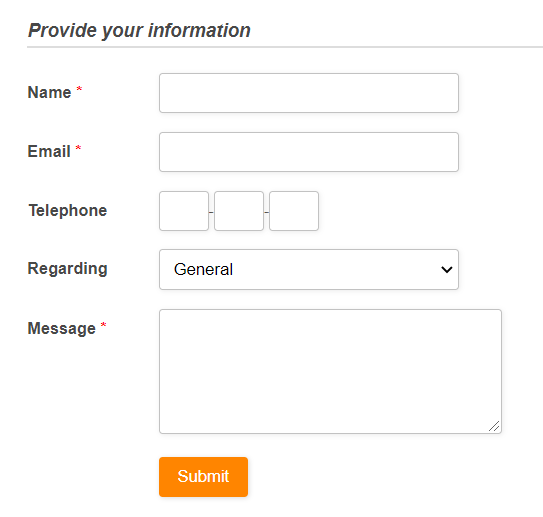 Provide your information
Name *
Email *
Telephone - -
Regarding General
Message *
Submit